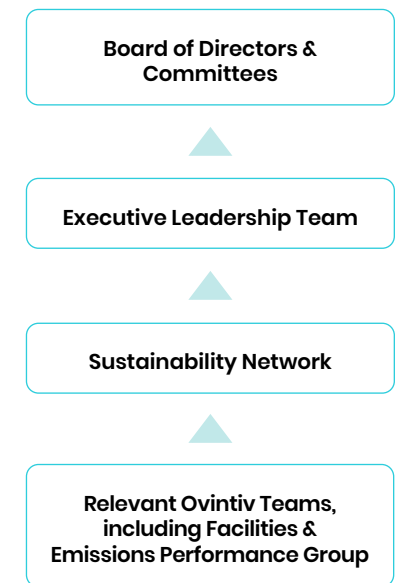 Board of Directors &
Committees
Executive Leadership Team
Sustainability Network
Relevant Ovintiv Teams,
including Facilities &
Emissions Performance Group